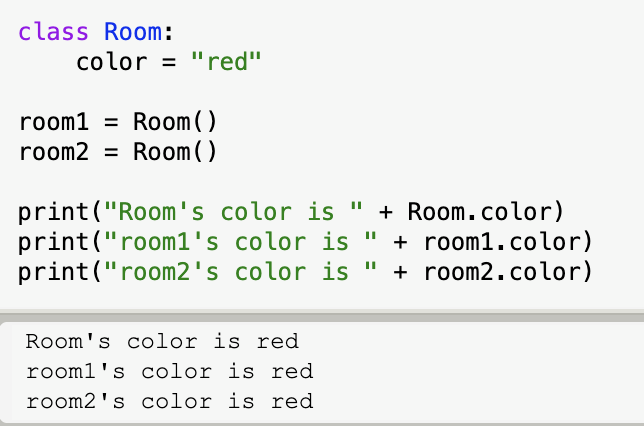 class Room:
    color = "red"

room1 = Room()
room2 = Room()

print("Room's color is " + Room.color)
print("room1's color is " + room1.color)
print("room2's color is " + room2.color)

Room's color is red
room1's color is red
room2's color is red